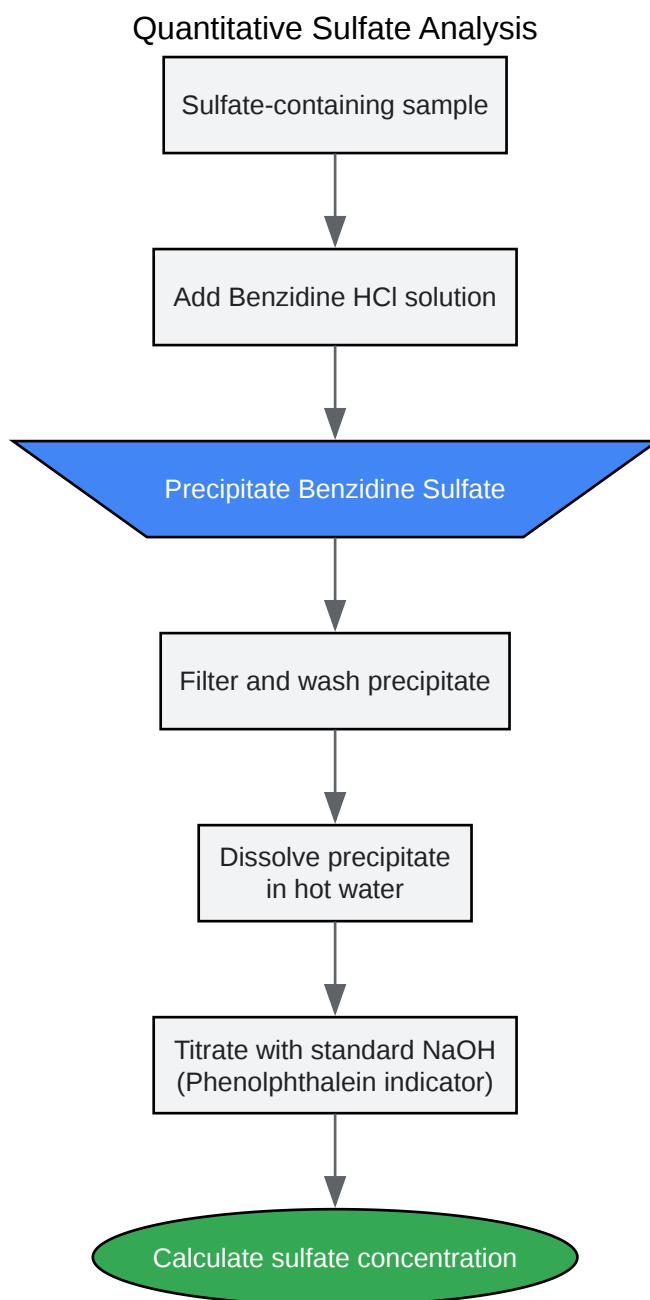 Quantitative Sulfate Analysis
Sulfate-containing sample
Add Benzidine HCl solution
Precipitate Benzidine Sulfate
Filter and wash precipitate
Dissolve precipitate
in hot water
Titrate with standard NaOH
(Phenolphthalein indicator)
Calculate sulfate concentration